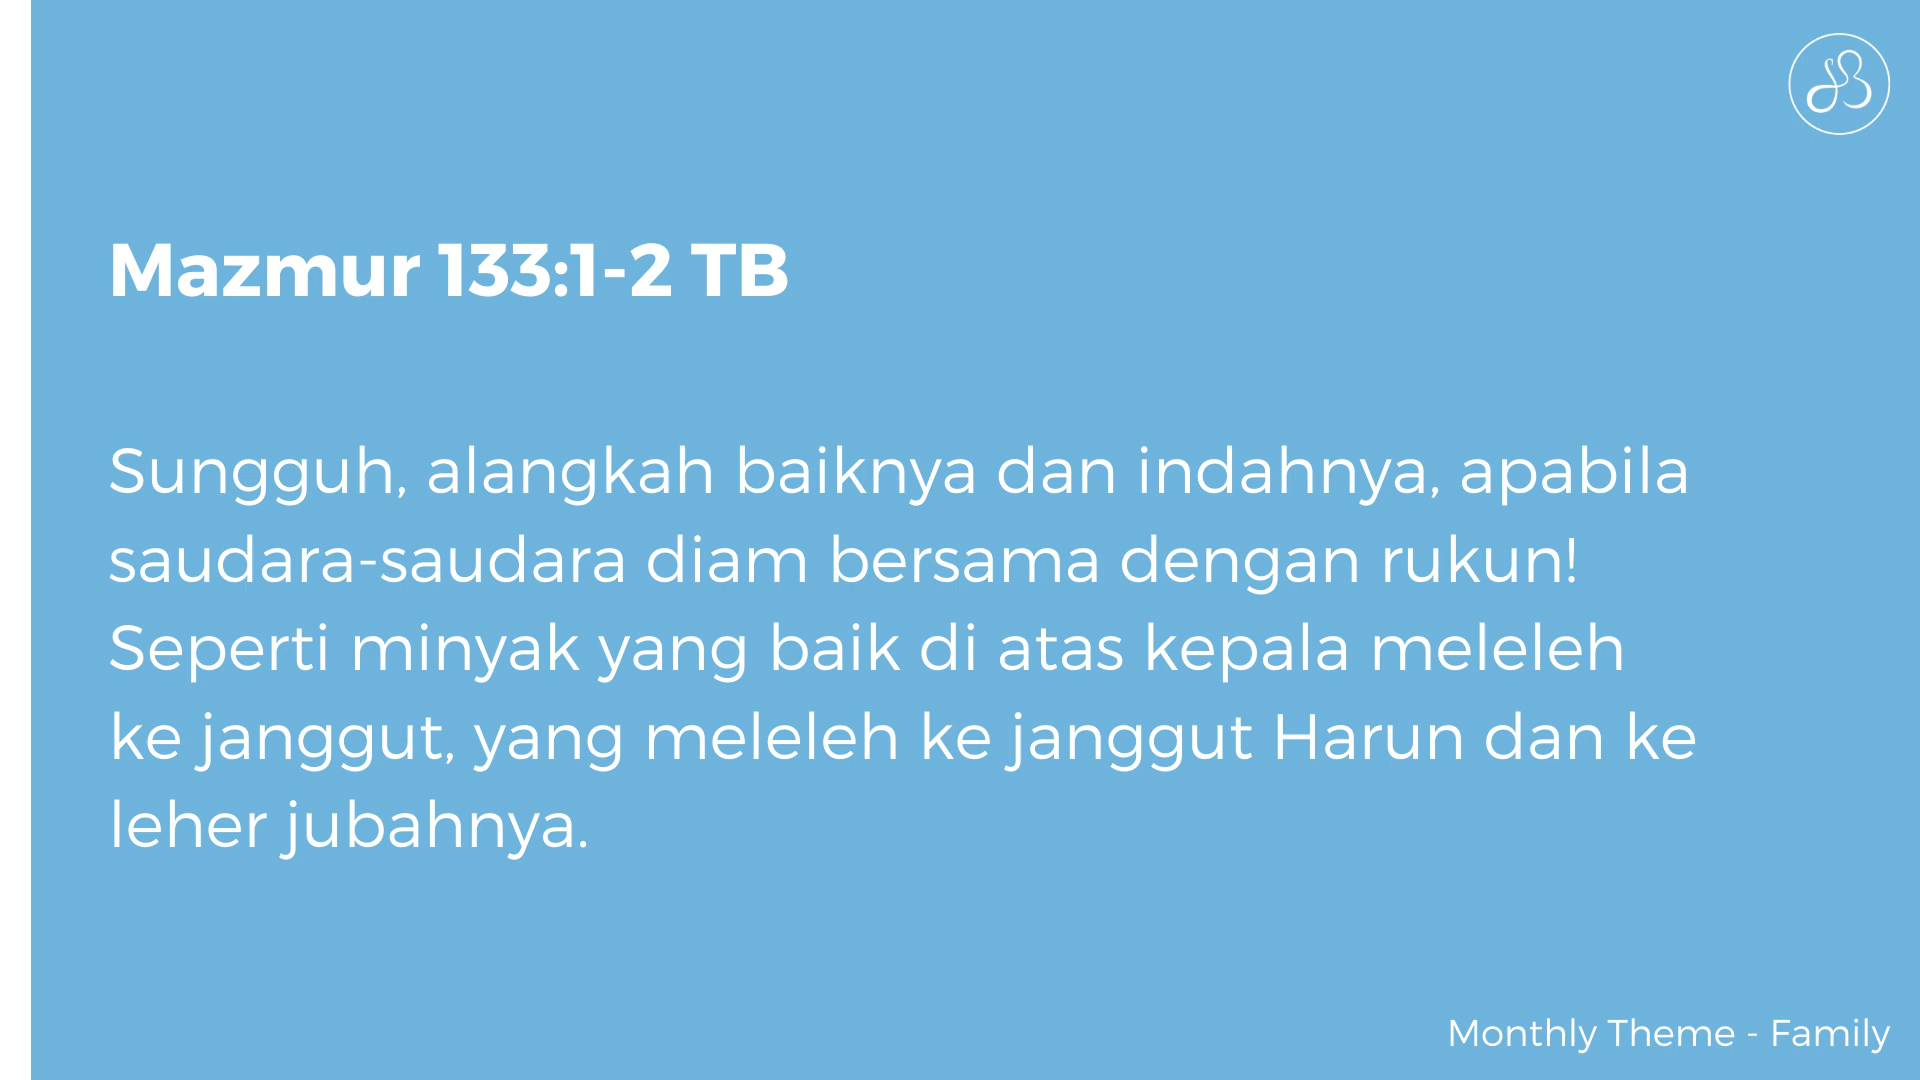 Mazmur 133:1-2 TB
Sungguh, alangkah baiknya dan indahnya, apabila
saudara-saudara diam bersama dengan rukun!
Seperti minyak yang baik di atas kepala meleleh
ke janggut, yang meleleh ke janggut Harun dan ke
leher jubahnya.
Monthly Theme - Family